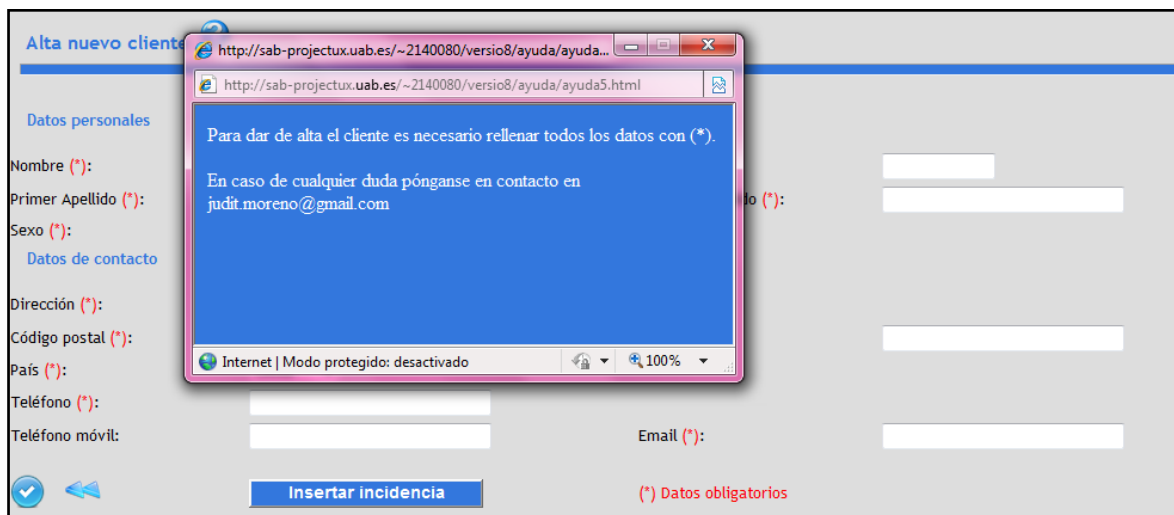 Alta nuevo cliente
http://sab-projectux.uab.es/~2140080/versio8/ayuda/ayuda...
http://sab-projectux.uab.es/~2140080/versio8/ayuda/ayuda5.html
Para dar de alta el cliente es necesario rellenar todos los datos con (*).
En caso de cualquier duda pónganse en contacto en
judit.moreno@gmail.com
Internet | Modo protegido: desactivado
100%
Datos personales
Nombre (*):
Primer Apellido (*):
do (*):
Sexo (*):
Datos de contacto
Dirección (*):
Código postal (*):
País (*):
Teléfono (*):
Teléfono móvil:
Email (*):
Insertar incidencia
(*) Datos obligatorios